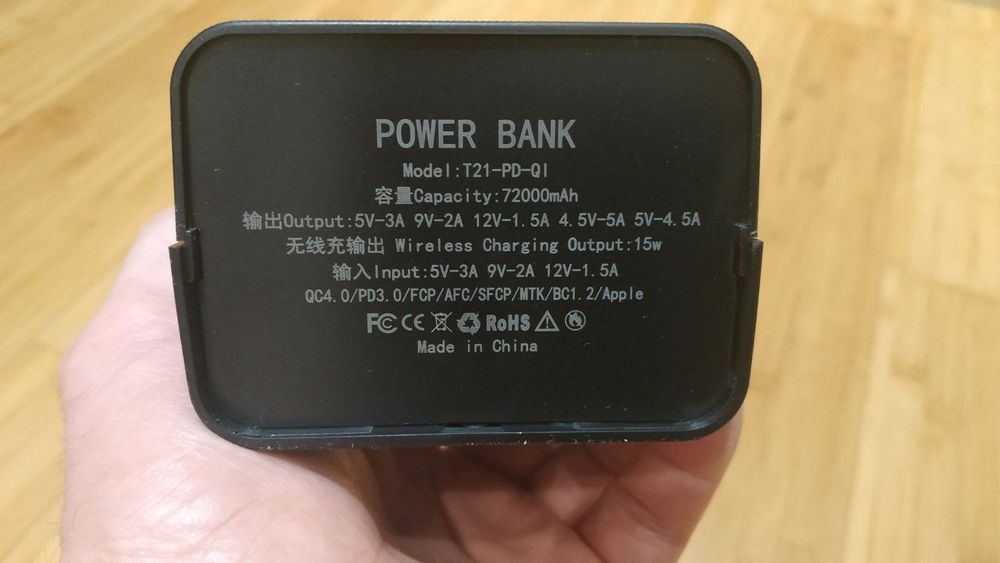 POWER BANK
Model:T21-PD-QI
容量Capacity:72000mAh
输出Output:5V-3A 9V-2A 12V-1.5A 4.5V-5A 5V-4.5A
无线充输出 Wireless Charging Output:15w
输入Input:5V-3A 9V-2A 12V-1.5A
QC4.0/PD3.0/FCP/AFC/SFCP/MTK/BC1.2/Apple
FC CE RoHS
Made in China